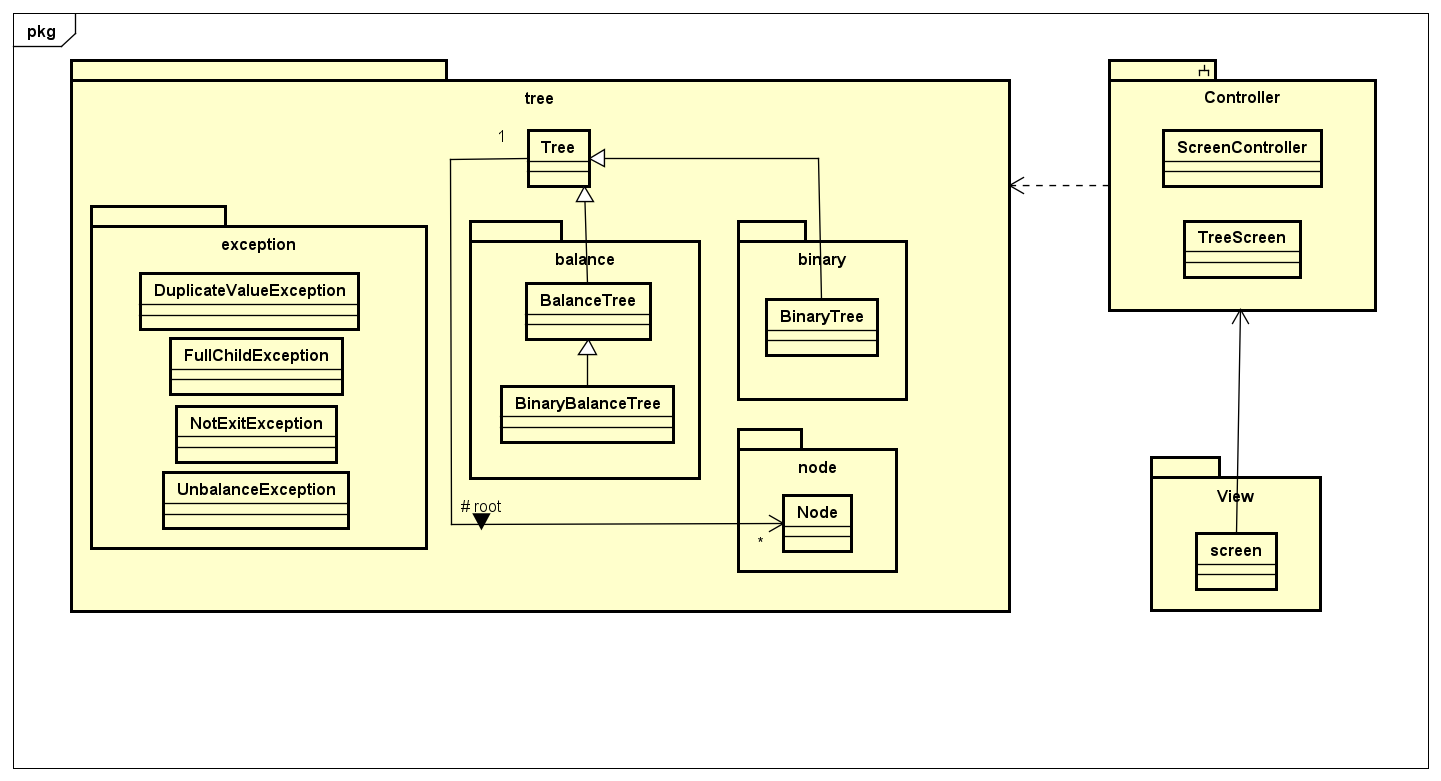 pkg
tree
1
Tree
exception
DuplicateValueException
FullChildException
NotExitException
UnbalanceException
balance
BalanceTree
BinaryBalanceTree
binary
BinaryTree
# root
*
node
Node
Controller
ScreenController
TreeScreen
View
screen